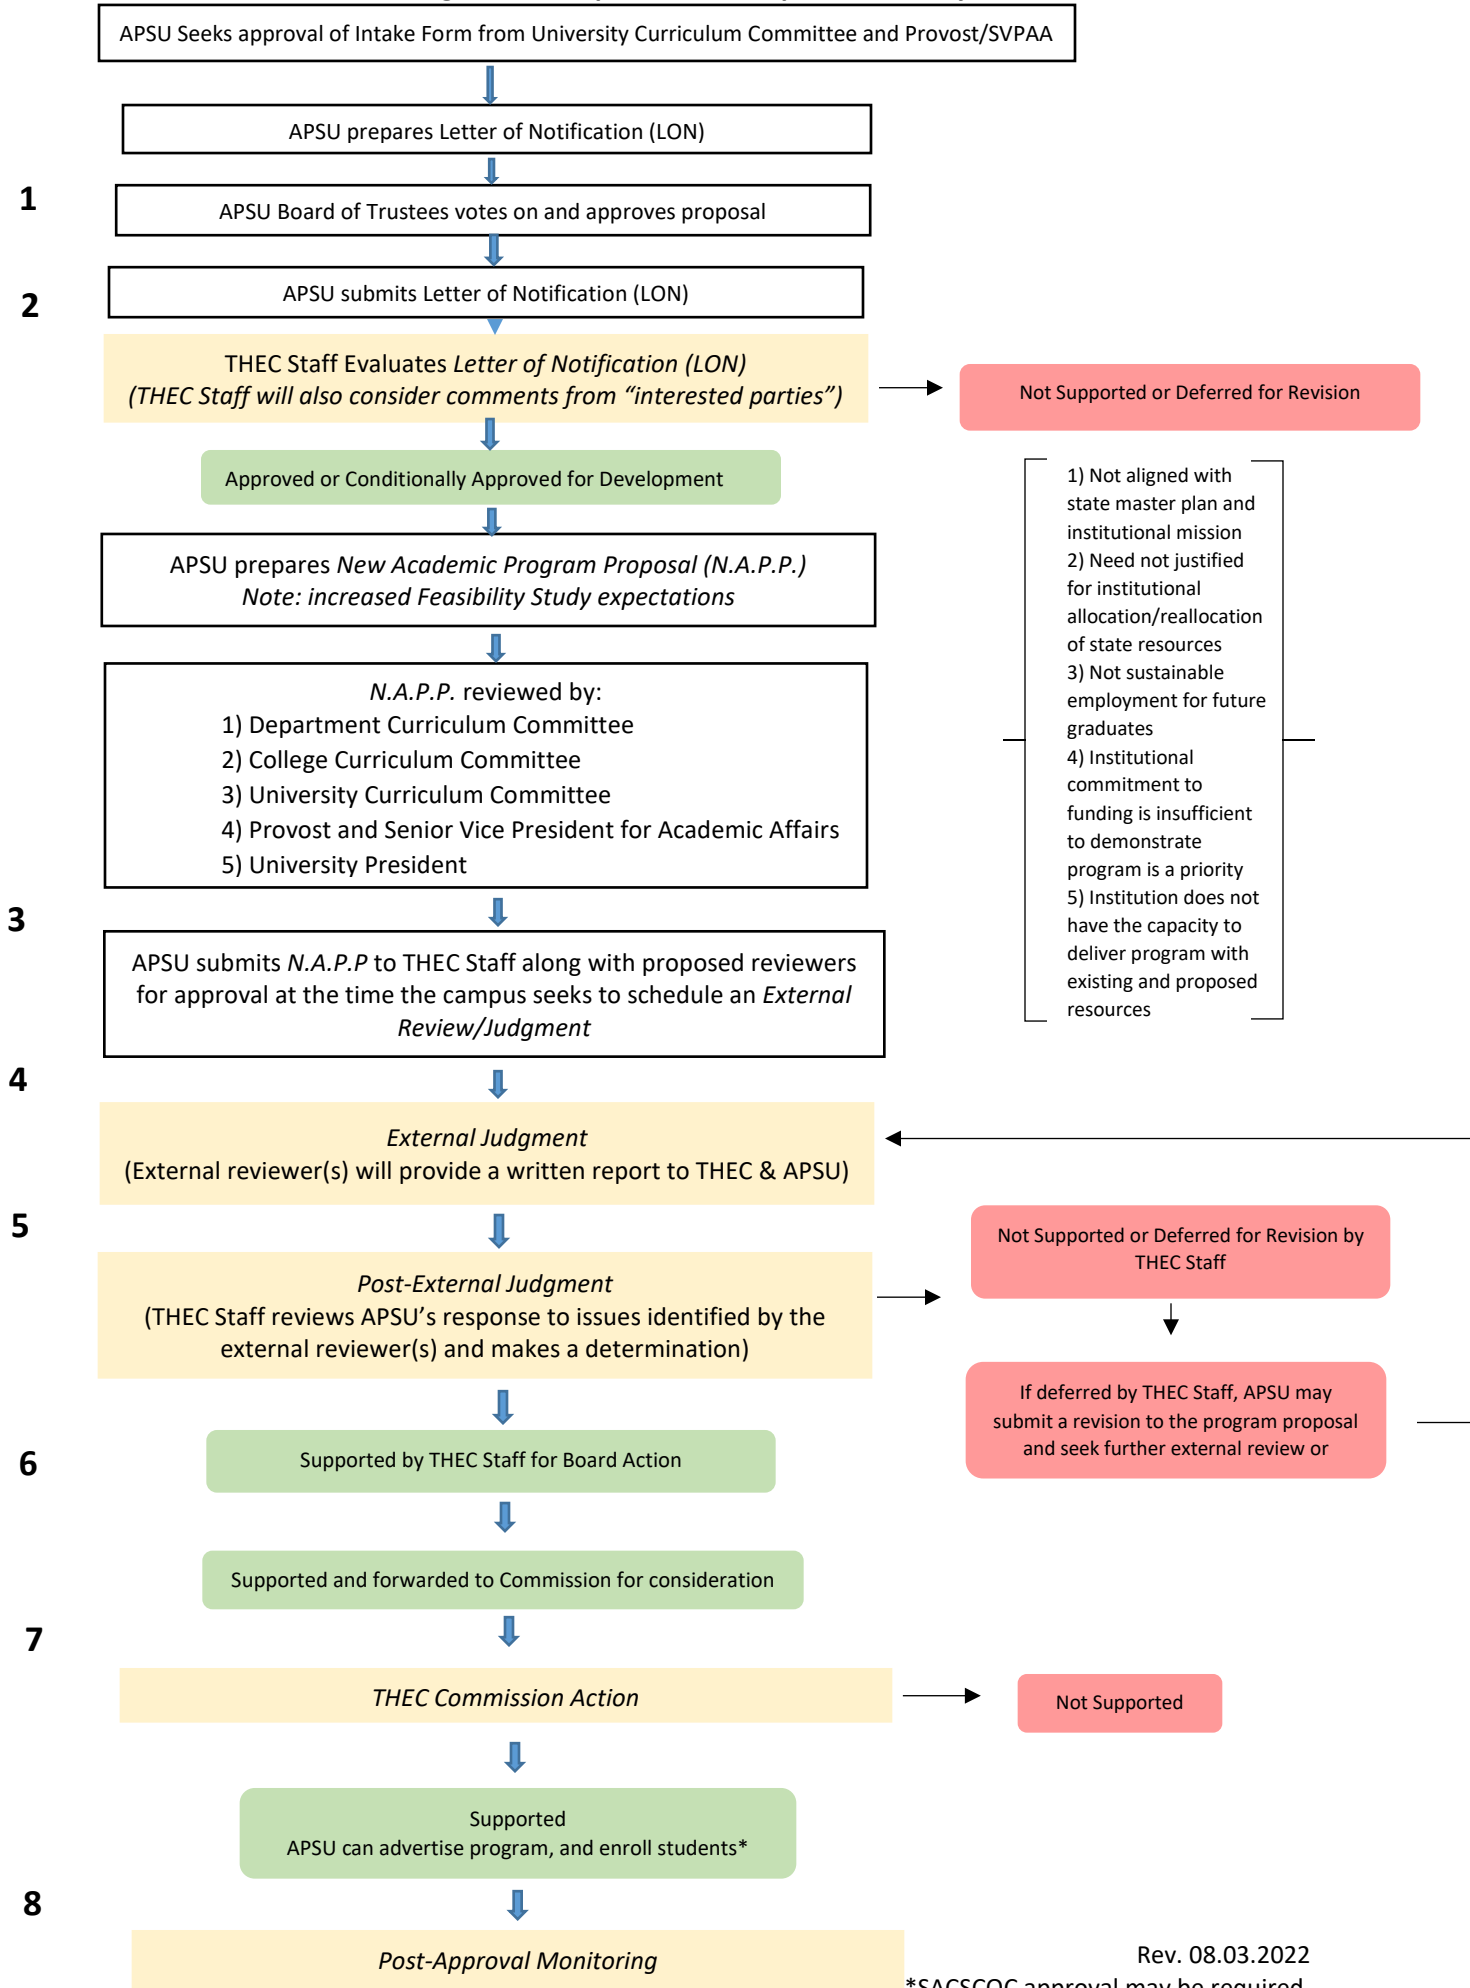 APSU Seeks approval of Intake Form from University Curriculum Committee and Provost/SVPAA
APSU prepares Letter of Notification (LON)
1
APSU Board of Trustees votes on and approves proposal
2
APSU submits Letter of Notification (LON)
THEC Staff Evaluates Letter of Notification (LON)
(THEC Staff will also consider comments from “interested parties”)
Not Supported or Deferred for Revision
Approved or Conditionally Approved for Development
1) Not aligned with
state master plan and
institutional mission
2) Need not justified
for institutional
allocation/reallocation
of state resources
3) Not sustainable
employment for future
graduates
4) Institutional
commitment to
funding is insufficient
to demonstrate
program is a priority
5) Institution does not
have the capacity to
deliver program with
existing and proposed
resources
APSU prepares New Academic Program Proposal (N.A.P.P.)
Note: increased Feasibility Study expectations
N.A.P.P. reviewed by:
1) Department Curriculum Committee
2) College Curriculum Committee
3) University Curriculum Committee
4) Provost and Senior Vice President for Academic Affairs
5) University President
3
APSU submits N.A.P.P to THEC Staff along with proposed reviewers
for approval at the time the campus seeks to schedule an External
Review/Judgment
4
External Judgment
(External reviewer(s) will provide a written report to THEC & APSU)
5
Post-External Judgment
(THEC Staff reviews APSU’s response to issues identified by the
external reviewer(s) and makes a determination)
Not Supported or Deferred for Revision by
THEC Staff
If deferred by THEC Staff, APSU may
submit a revision to the program proposal
and seek further external review or
6
Supported by THEC Staff for Board Action
Supported and forwarded to Commission for consideration
7
THEC Commission Action
Not Supported
Supported
APSU can advertise program, and enroll students*
8
Post-Approval Monitoring
Rev. 08.03.2022
*SACSCOC approval may be required